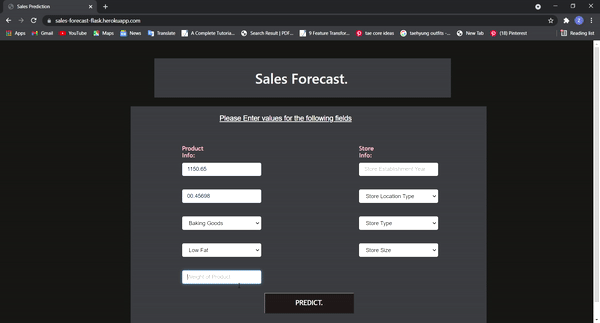 Sales Prediction
sales-forecast-flask.herokuapp.com
Apps Gmail YouTube Maps News Translate A Complete Tutoria... Search Result | PDF... 9 Feature Transfor... tae core ideas taehyung outfits -... New Tab (18) Pinterest Reading list
Sales Forecast.
Please Enter values for the following fields
Product
Info:
Store
Info:
1150.65
Store Establishment Year
00.45698
Store Location Type
Baking Goods
Store Type
Low Fat
Store Size
Weight of Product
PREDICT.